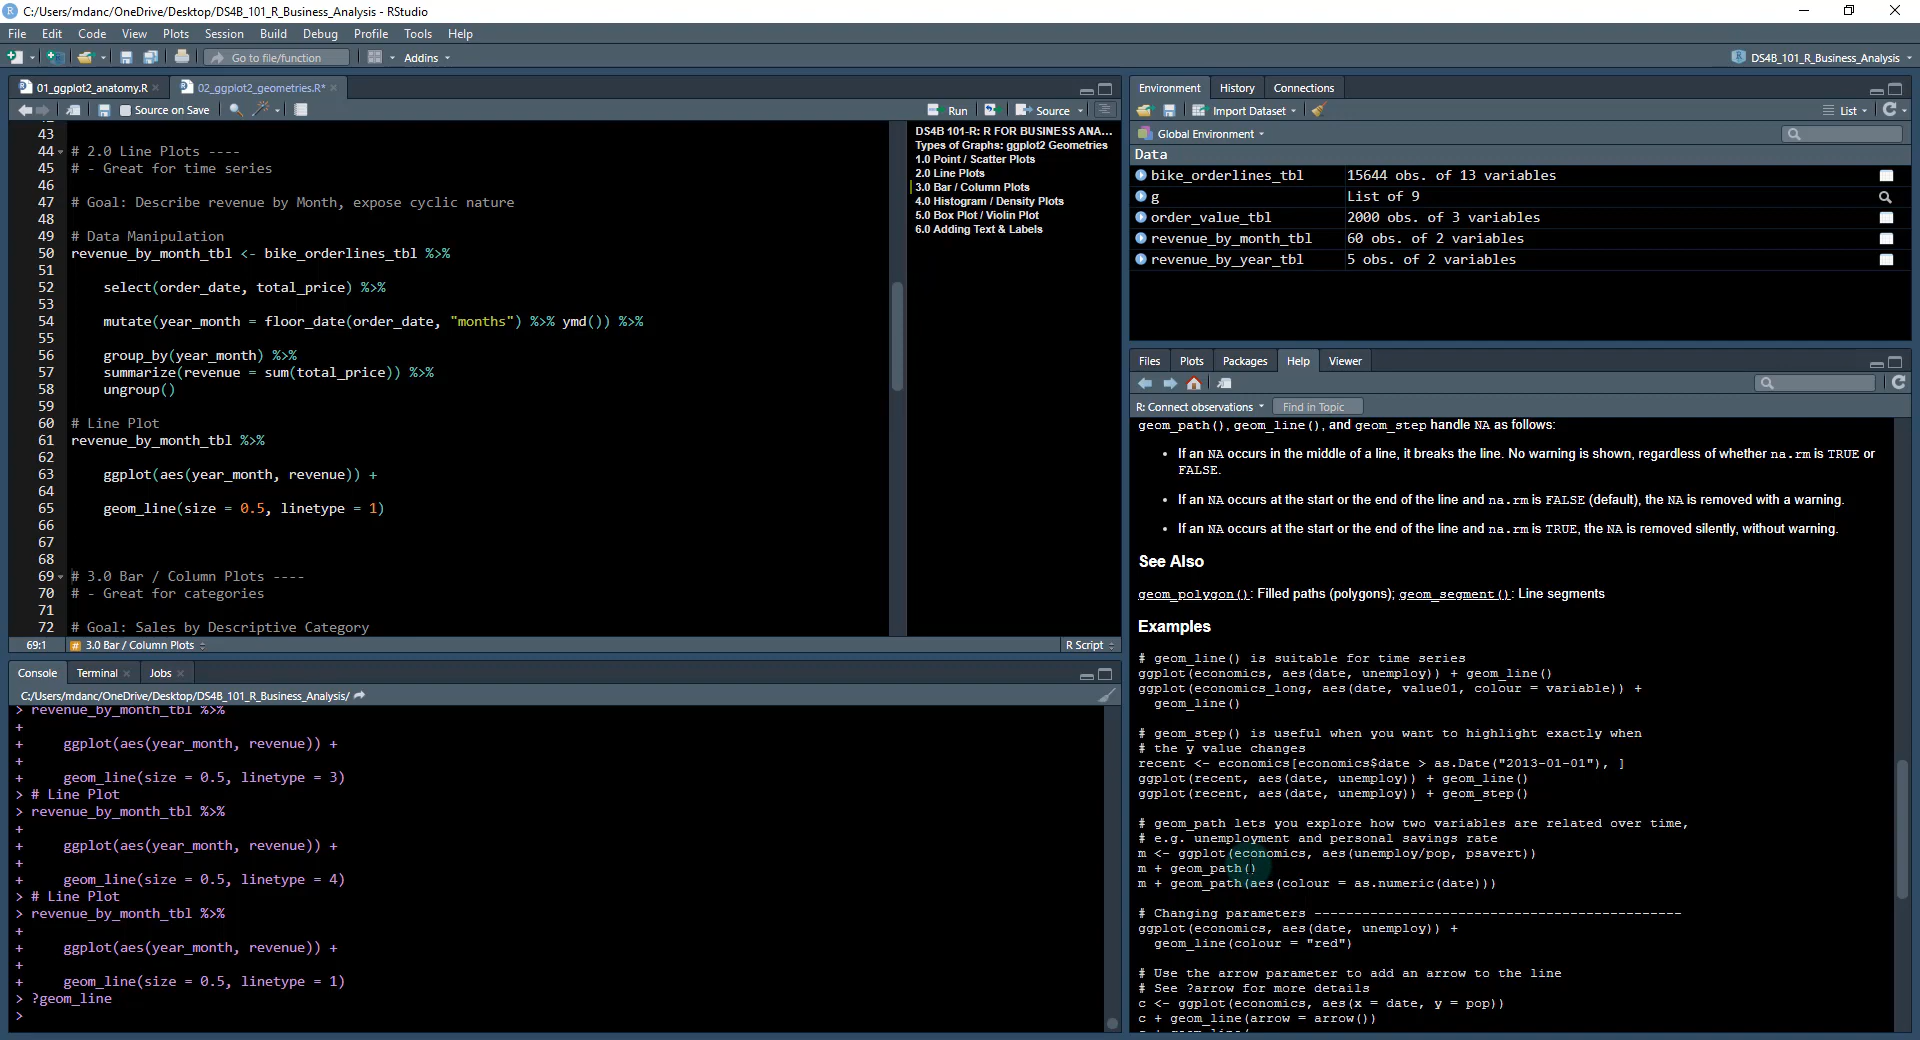 C:/Users/mdanc/OneDrive/Desktop/DS4B_101_R_Business_Analysis - RStudio
File Edit Code View Plots Session Build Debug Profile Tools Help
Go to file/function Addins DS4B_101_R_Business_Analysis
01_ggplot2_anatomy.R 02_ggplot2_geometries.R*
Source on Save Run Source
43
44 # 2.0 Line Plots ----
45 # - Great for time series
46
47 # Goal: Describe revenue by Month, expose cyclic nature
48
49 # Data Manipulation
50 revenue_by_month_tbl <- bike_orderlines_tbl %>%
51
52 select(order_date, total_price) %>%
53
54 mutate(year_month = floor_date(order_date, "months") %>% ymd()) %>%
55
56 group_by(year_month) %>%
57 summarize(revenue = sum(total_price)) %>%
58 ungroup()
59
60 # Line Plot
61 revenue_by_month_tbl %>%
62
63 ggplot(aes(year_month, revenue)) +
64
65 geom_line(size = 0.5, linetype = 1)
66
67
68
69 # 3.0 Bar / Column Plots ----
70 # - Great for categories
71
72 # Goal: Sales by Descriptive Category
69:1 3.0 Bar / Column Plots R Script
DS4B 101-R: R FOR BUSINESS ANA...
Types of Graphs: ggplot2 Geometries
1.0 Point / Scatter Plots
2.0 Line Plots
3.0 Bar / Column Plots
4.0 Histogram / Density Plots
5.0 Box Plot / Violin Plot
6.0 Adding Text & Labels
Console Terminal Jobs
C:/Users/mdanc/OneDrive/Desktop/DS4B_101_R_Business_Analysis/
> revenue_by_month_tbl %>%
+
+ ggplot(aes(year_month, revenue)) +
+
+ geom_line(size = 0.5, linetype = 3)
> # Line Plot
> revenue_by_month_tbl %>%
+
+ ggplot(aes(year_month, revenue)) +
+
+ geom_line(size = 0.5, linetype = 4)
> # Line Plot
> revenue_by_month_tbl %>%
+
+ ggplot(aes(year_month, revenue)) +
+
+ geom_line(size = 0.5, linetype = 1)
> ?geom_line
>
Environment History Connections
Import Dataset List
Global Environment
Data
bike_orderlines_tbl 15644 obs. of 13 variables
g List of 9
order_value_tbl 2000 obs. of 3 variables
revenue_by_month_tbl 60 obs. of 2 variables
revenue_by_year_tbl 5 obs. of 2 variables
Files Plots Packages Help Viewer
R: Connect observations Find in Topic
geom_path(), geom_line(), and geom_step handle NA as follows:
• If an NA occurs in the middle of a line, it breaks the line. No warning is shown, regardless of whether na.rm is TRUE or
FALSE.
• If an NA occurs at the start or the end of the line and na.rm is FALSE (default), the NA is removed with a warning.
• If an NA occurs at the start or the end of the line and na.rm is TRUE, the NA is removed silently, without warning.
See Also
geom_polygon(): Filled paths (polygons); geom_segment(): Line segments
Examples
# geom_line() is suitable for time series
ggplot(economics, aes(date, unemploy)) + geom_line()
ggplot(economics_long, aes(date, value01, colour = variable)) +
geom_line()
# geom_step() is useful when you want to highlight exactly when
# the y value changes
recent <- economics[economics$date > as.Date("2013-01-01"), ]
ggplot(recent, aes(date, unemploy)) + geom_line()
ggplot(recent, aes(date, unemploy)) + geom_step()
# geom_path lets you explore how two variables are related over time,
# e.g. unemployment and personal savings rate
m <- ggplot(economics, aes(unemploy/pop, psavert))
m + geom_path()
m + geom_path(aes(colour = as.numeric(date)))
# Changing parameters ----------------------------------------------
ggplot(economics, aes(date, unemploy)) +
geom_line(colour = "red")
# Use the arrow parameter to add an arrow to the line
# See ?arrow for more details
c <- ggplot(economics, aes(x = date, y = pop))
c + geom_line(arrow = arrow())